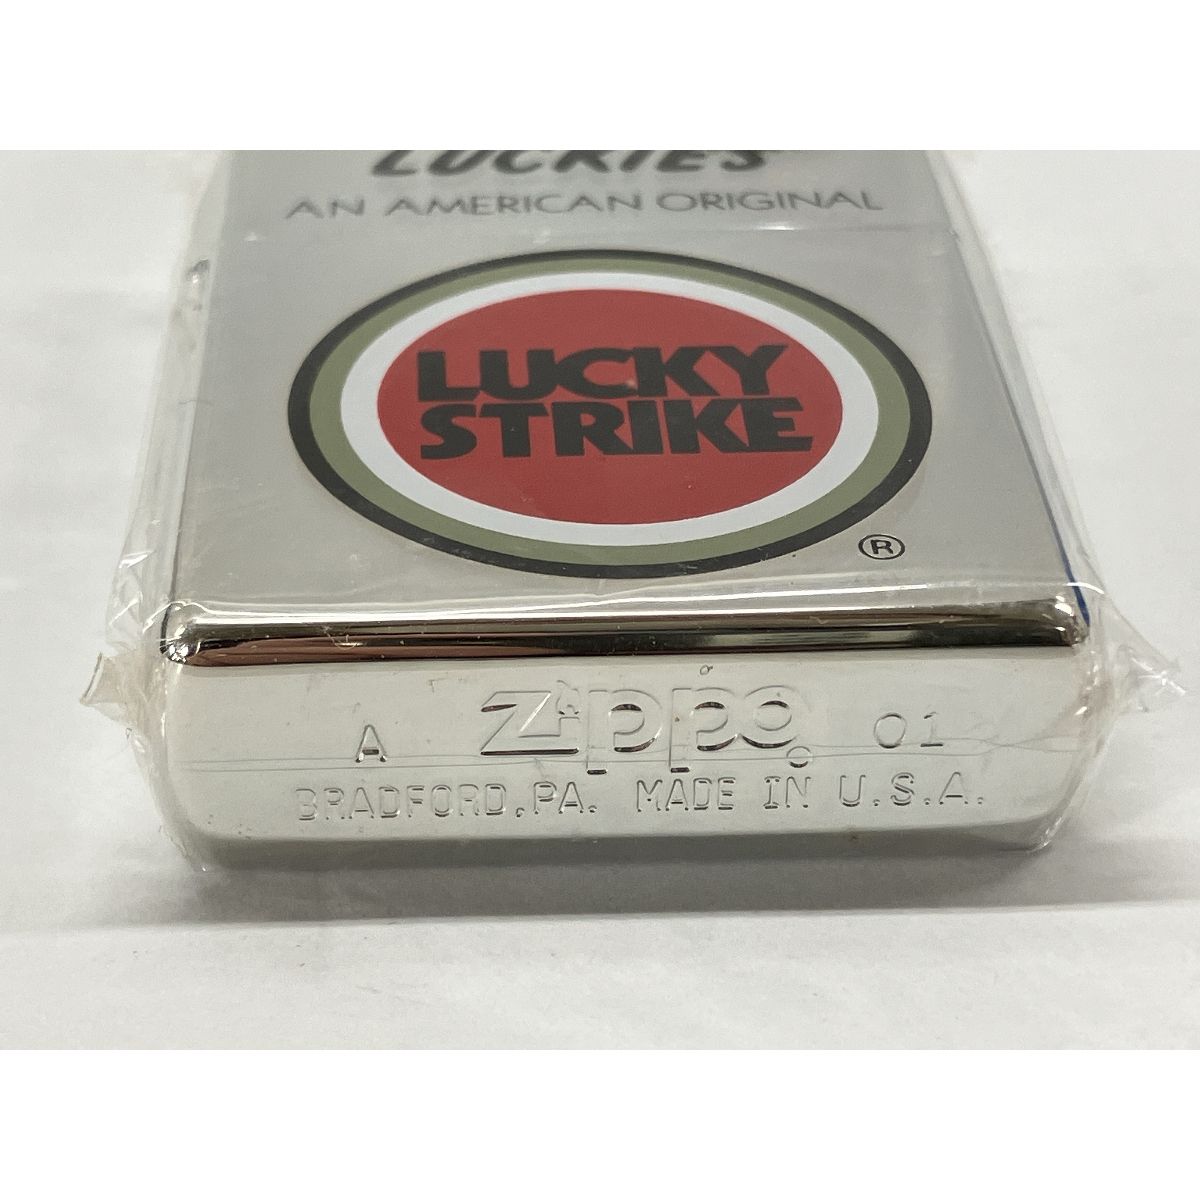 LUCKIES
AN AMERICAN ORIGINAL
LUCKY
STRIKE
®
A Zippo 01
BRADFORD, PA. MADE IN U.S.A.